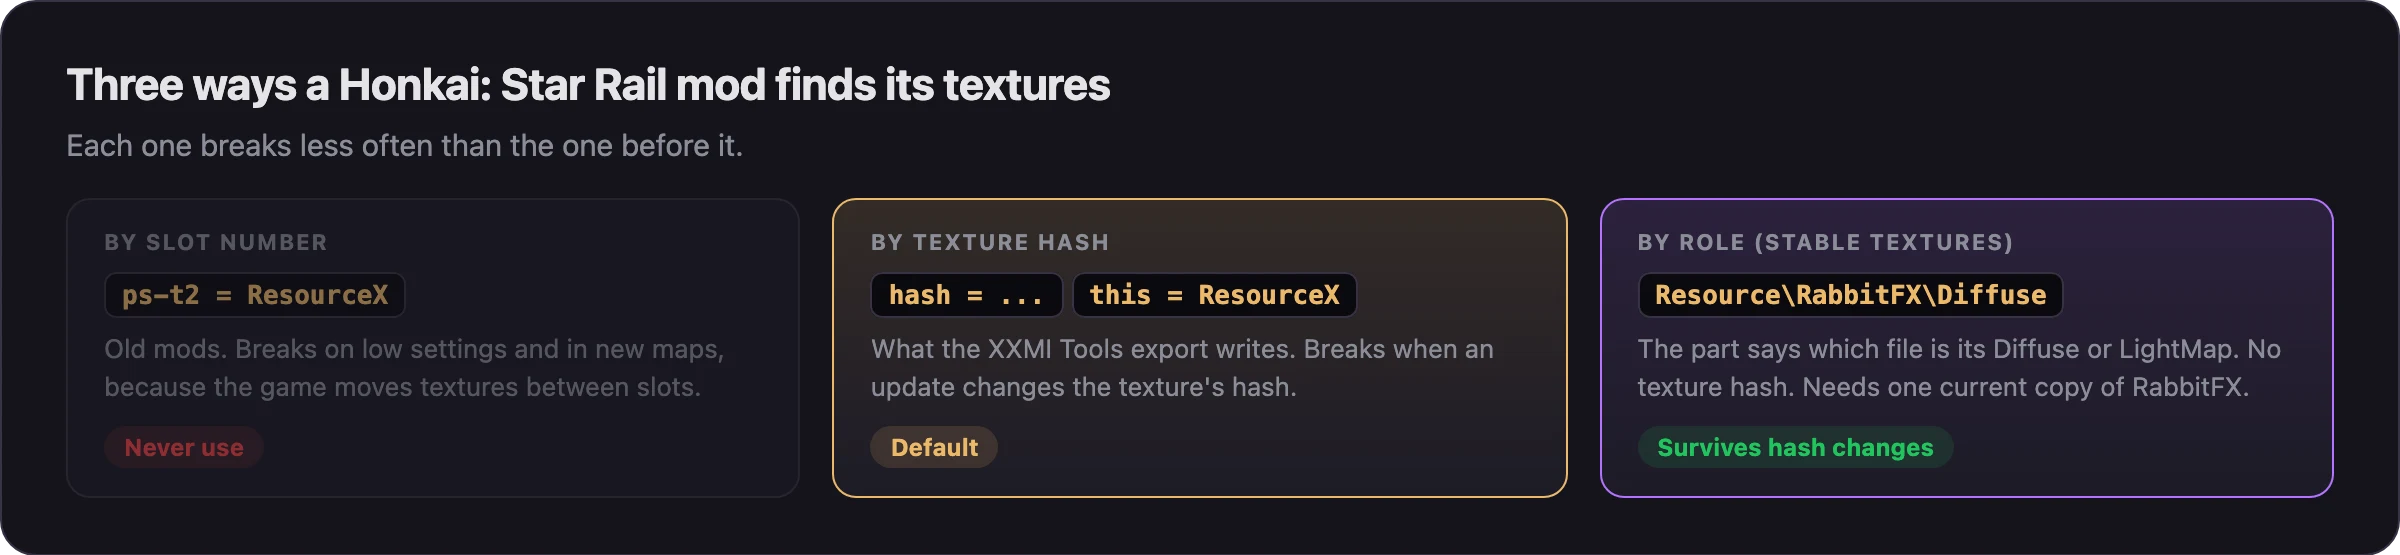 Three ways a Honkai: Star Rail mod finds its textures
Each one breaks less often than the one before it.
BY SLOT NUMBER
ps-t2 = ResourceX
Old mods. Breaks on low settings and in new maps,
because the game moves textures between slots.
Never use
BY TEXTURE HASH
hash = ... this = ResourceX
What the XXMI Tools export writes. Breaks when an
update changes the texture's hash.
Default
BY ROLE (STABLE TEXTURES)
Resource\RabbitFX\Diffuse
The part says which file is its Diffuse or LightMap. No
texture hash. Needs one current copy of RabbitFX.
Survives hash changes